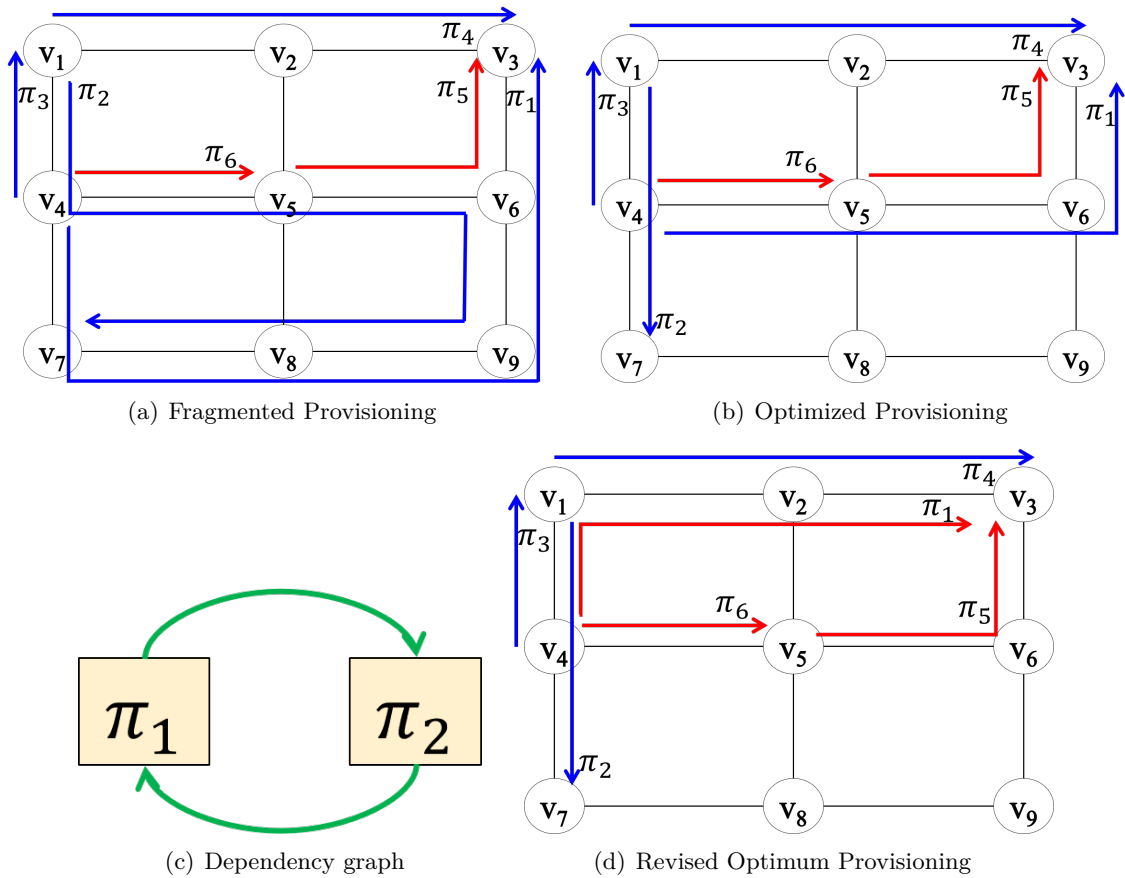 π₄
v₁ v₂ v₃
π₃ π₂ π₅ π₁
π₆
v₄ v₅ v₆
v₇ v₈ v₉
(a) Fragmented Provisioning
π₄
v₁ v₂ v₃
π₃ π₅ π₁
π₆
v₄ v₅ v₆
π₂
v₇ v₈ v₉
(b) Optimized Provisioning
π₁ π₂
(c) Dependency graph
π₄
v₁ v₂ v₃
π₁
π₃
π₆ π₅
v₄ v₅ v₆
π₂
v₇ v₈ v₉
(d) Revised Optimum Provisioning